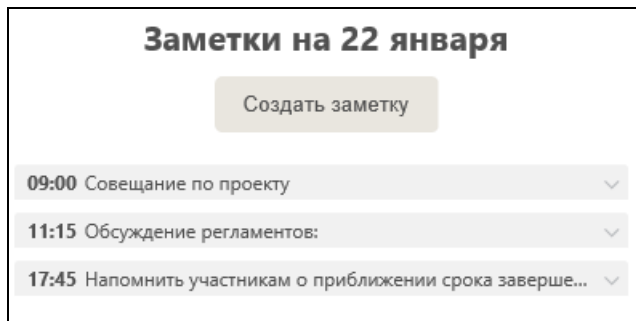 Заметки на 22 января
Создать заметку
09:00 Совещание по проекту
11:15 Обсуждение регламентов:
17:45 Напомнить участникам о приближении срока заверше...